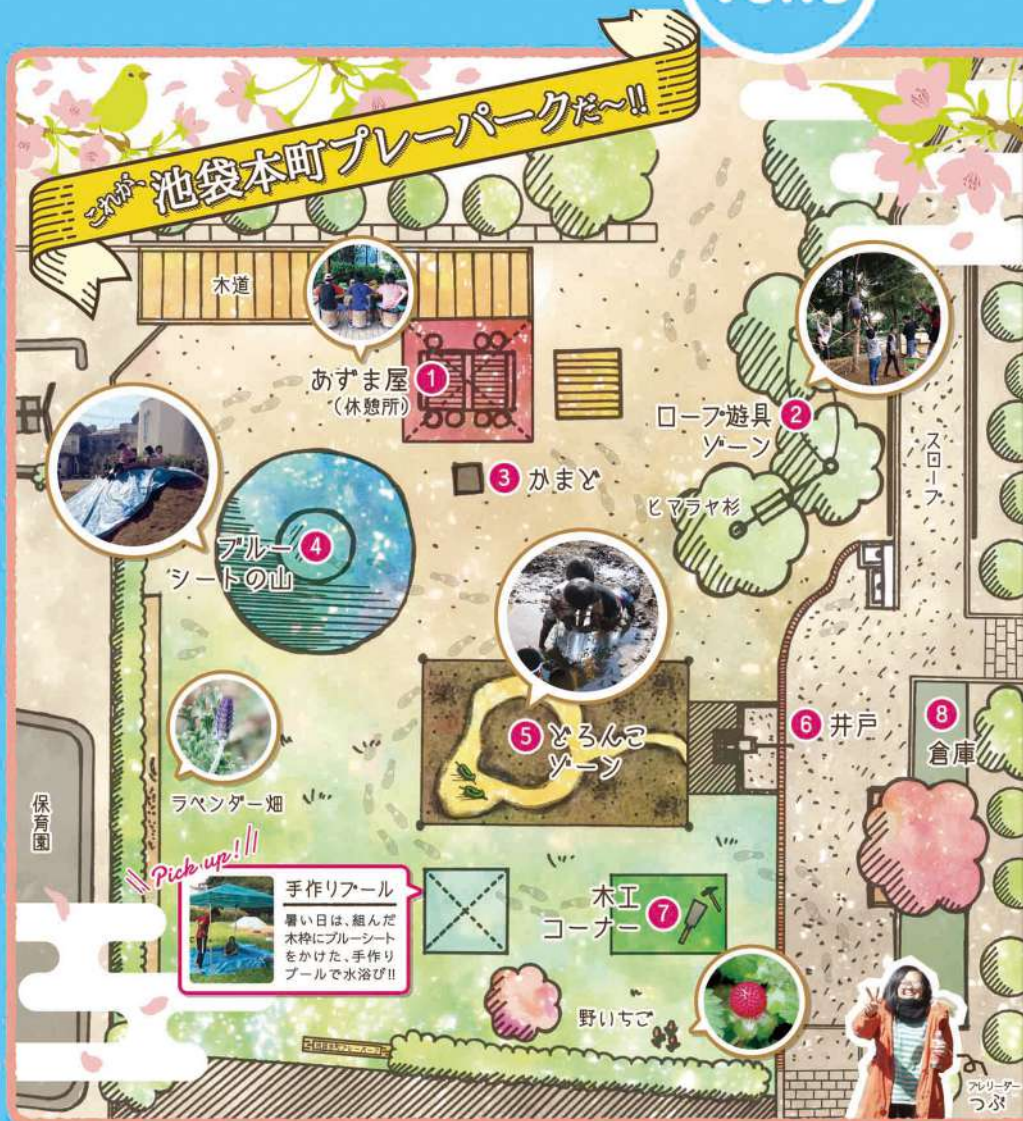 これが、池袋本町プレーパークだ〜!!
木道
あずま屋 1
(休憩所)
ロープ遊具 2
ゾーン
スロープ
3 かまど
ヒマラヤ杉
ブルー 4
シートの山
5 どろんこ
ゾーン
6 井戸
8
倉庫
ラベンダー畑
保育園
Pick up!
手作りプール
暑い日は、組んだ
木枠にブルーシート
をかけた、手作り
プールで水浴び!!
木工 7
コーナー
野いちご
プレリーダー
つぶ